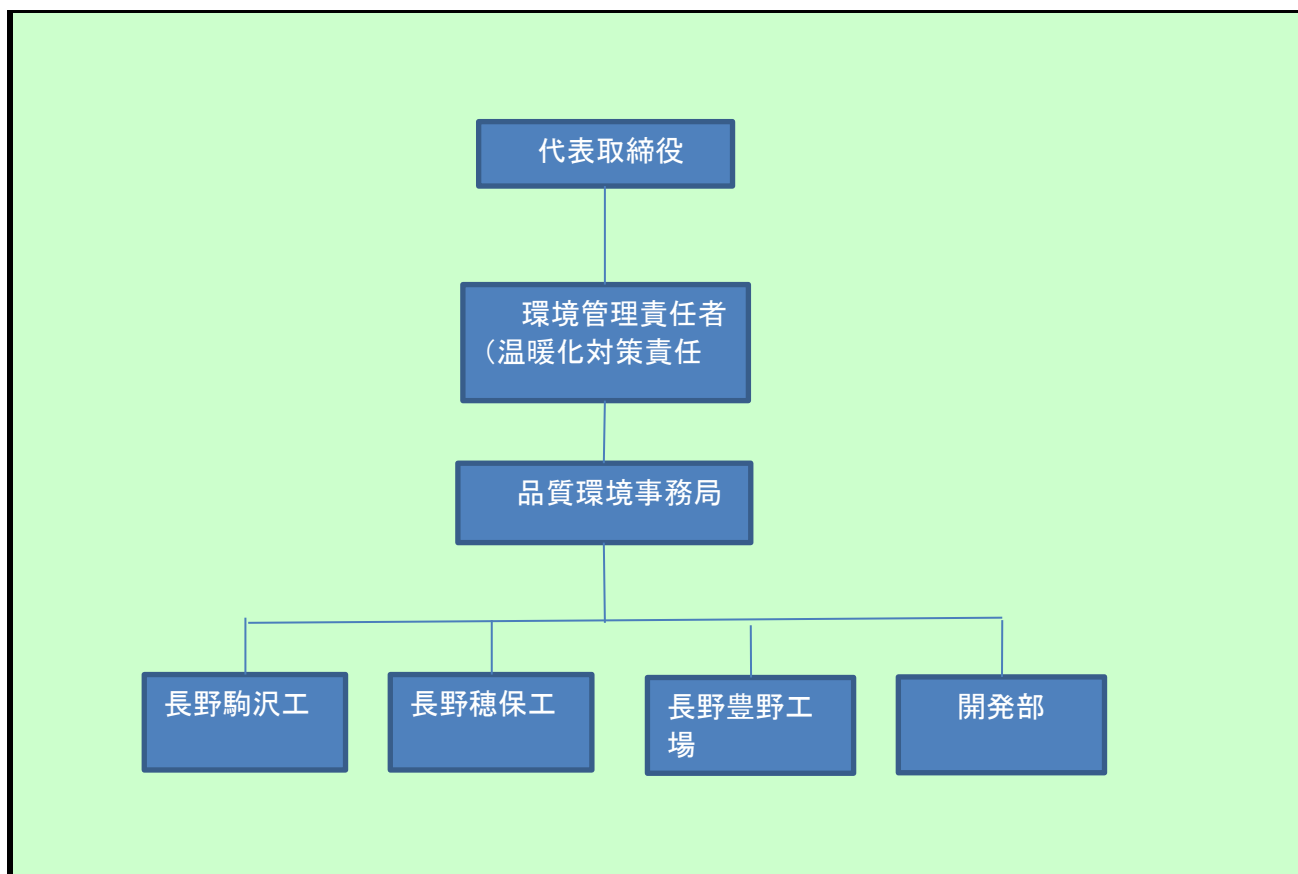 代表取締役
環境管理責任者
（温暖化対策責任
品質環境事務局
長野駒沢工
長野穂保工
長野豊野工
場
開発部